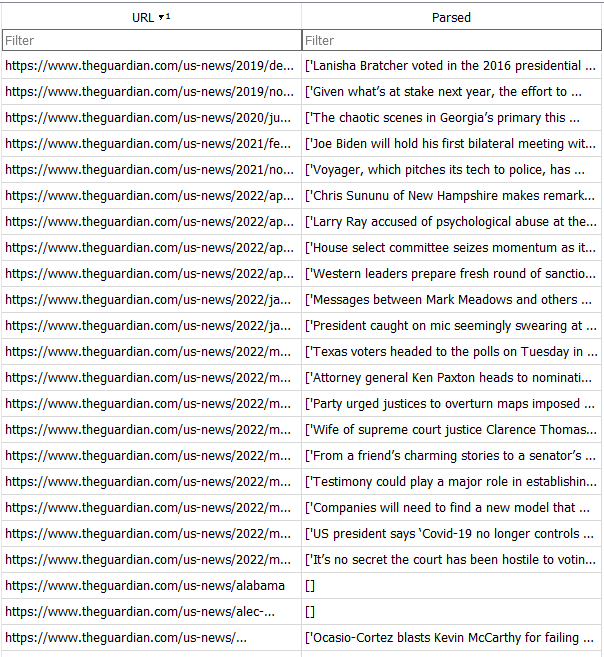 URL ▾1 Parsed
Filter Filter
https://www.theguardian.com/us-news/2019/de... ['Lanisha Bratcher voted in the 2016 presidential ...
https://www.theguardian.com/us-news/2019/no... ['Given what’s at stake next year, the effort to ...
https://www.theguardian.com/us-news/2020/ju... ['The chaotic scenes in Georgia’s primary this ...
https://www.theguardian.com/us-news/2021/fe... ['Joe Biden will hold his first bilateral meeting wit...
https://www.theguardian.com/us-news/2021/no... ['Voyager, which pitches its tech to police, has ...
https://www.theguardian.com/us-news/2022/ap... ['Chris Sununu of New Hampshire makes remark...
https://www.theguardian.com/us-news/2022/ap... ['Larry Ray accused of psychological abuse at the...
https://www.theguardian.com/us-news/2022/ap... ['House select committee seizes momentum as it...
https://www.theguardian.com/us-news/2022/ap... ['Western leaders prepare fresh round of sanctio...
https://www.theguardian.com/us-news/2022/ja... ['Messages between Mark Meadows and others ...
https://www.theguardian.com/us-news/2022/ja... ['President caught on mic seemingly swearing at ...
https://www.theguardian.com/us-news/2022/m... ['Texas voters headed to the polls on Tuesday in ...
https://www.theguardian.com/us-news/2022/m... ['Attorney general Ken Paxton heads to nominati...
https://www.theguardian.com/us-news/2022/m... ['Party urged justices to overturn maps imposed ...
https://www.theguardian.com/us-news/2022/m... ['Wife of supreme court justice Clarence Thomas...
https://www.theguardian.com/us-news/2022/m... ['From a friend’s charming stories to a senator’s ...
https://www.theguardian.com/us-news/2022/m... ['Testimony could play a major role in establishin...
https://www.theguardian.com/us-news/2022/m... ['Companies will need to find a new model that ...
https://www.theguardian.com/us-news/2022/m... ['US president says ‘Covid-19 no longer controls ...
https://www.theguardian.com/us-news/2022/m... ['It’s no secret the court has been hostile to votin...
https://www.theguardian.com/us-news/alabama []
https://www.theguardian.com/us-news/alec-... []
https://www.theguardian.com/us-news/... ['Ocasio-Cortez blasts Kevin McCarthy for failing ...